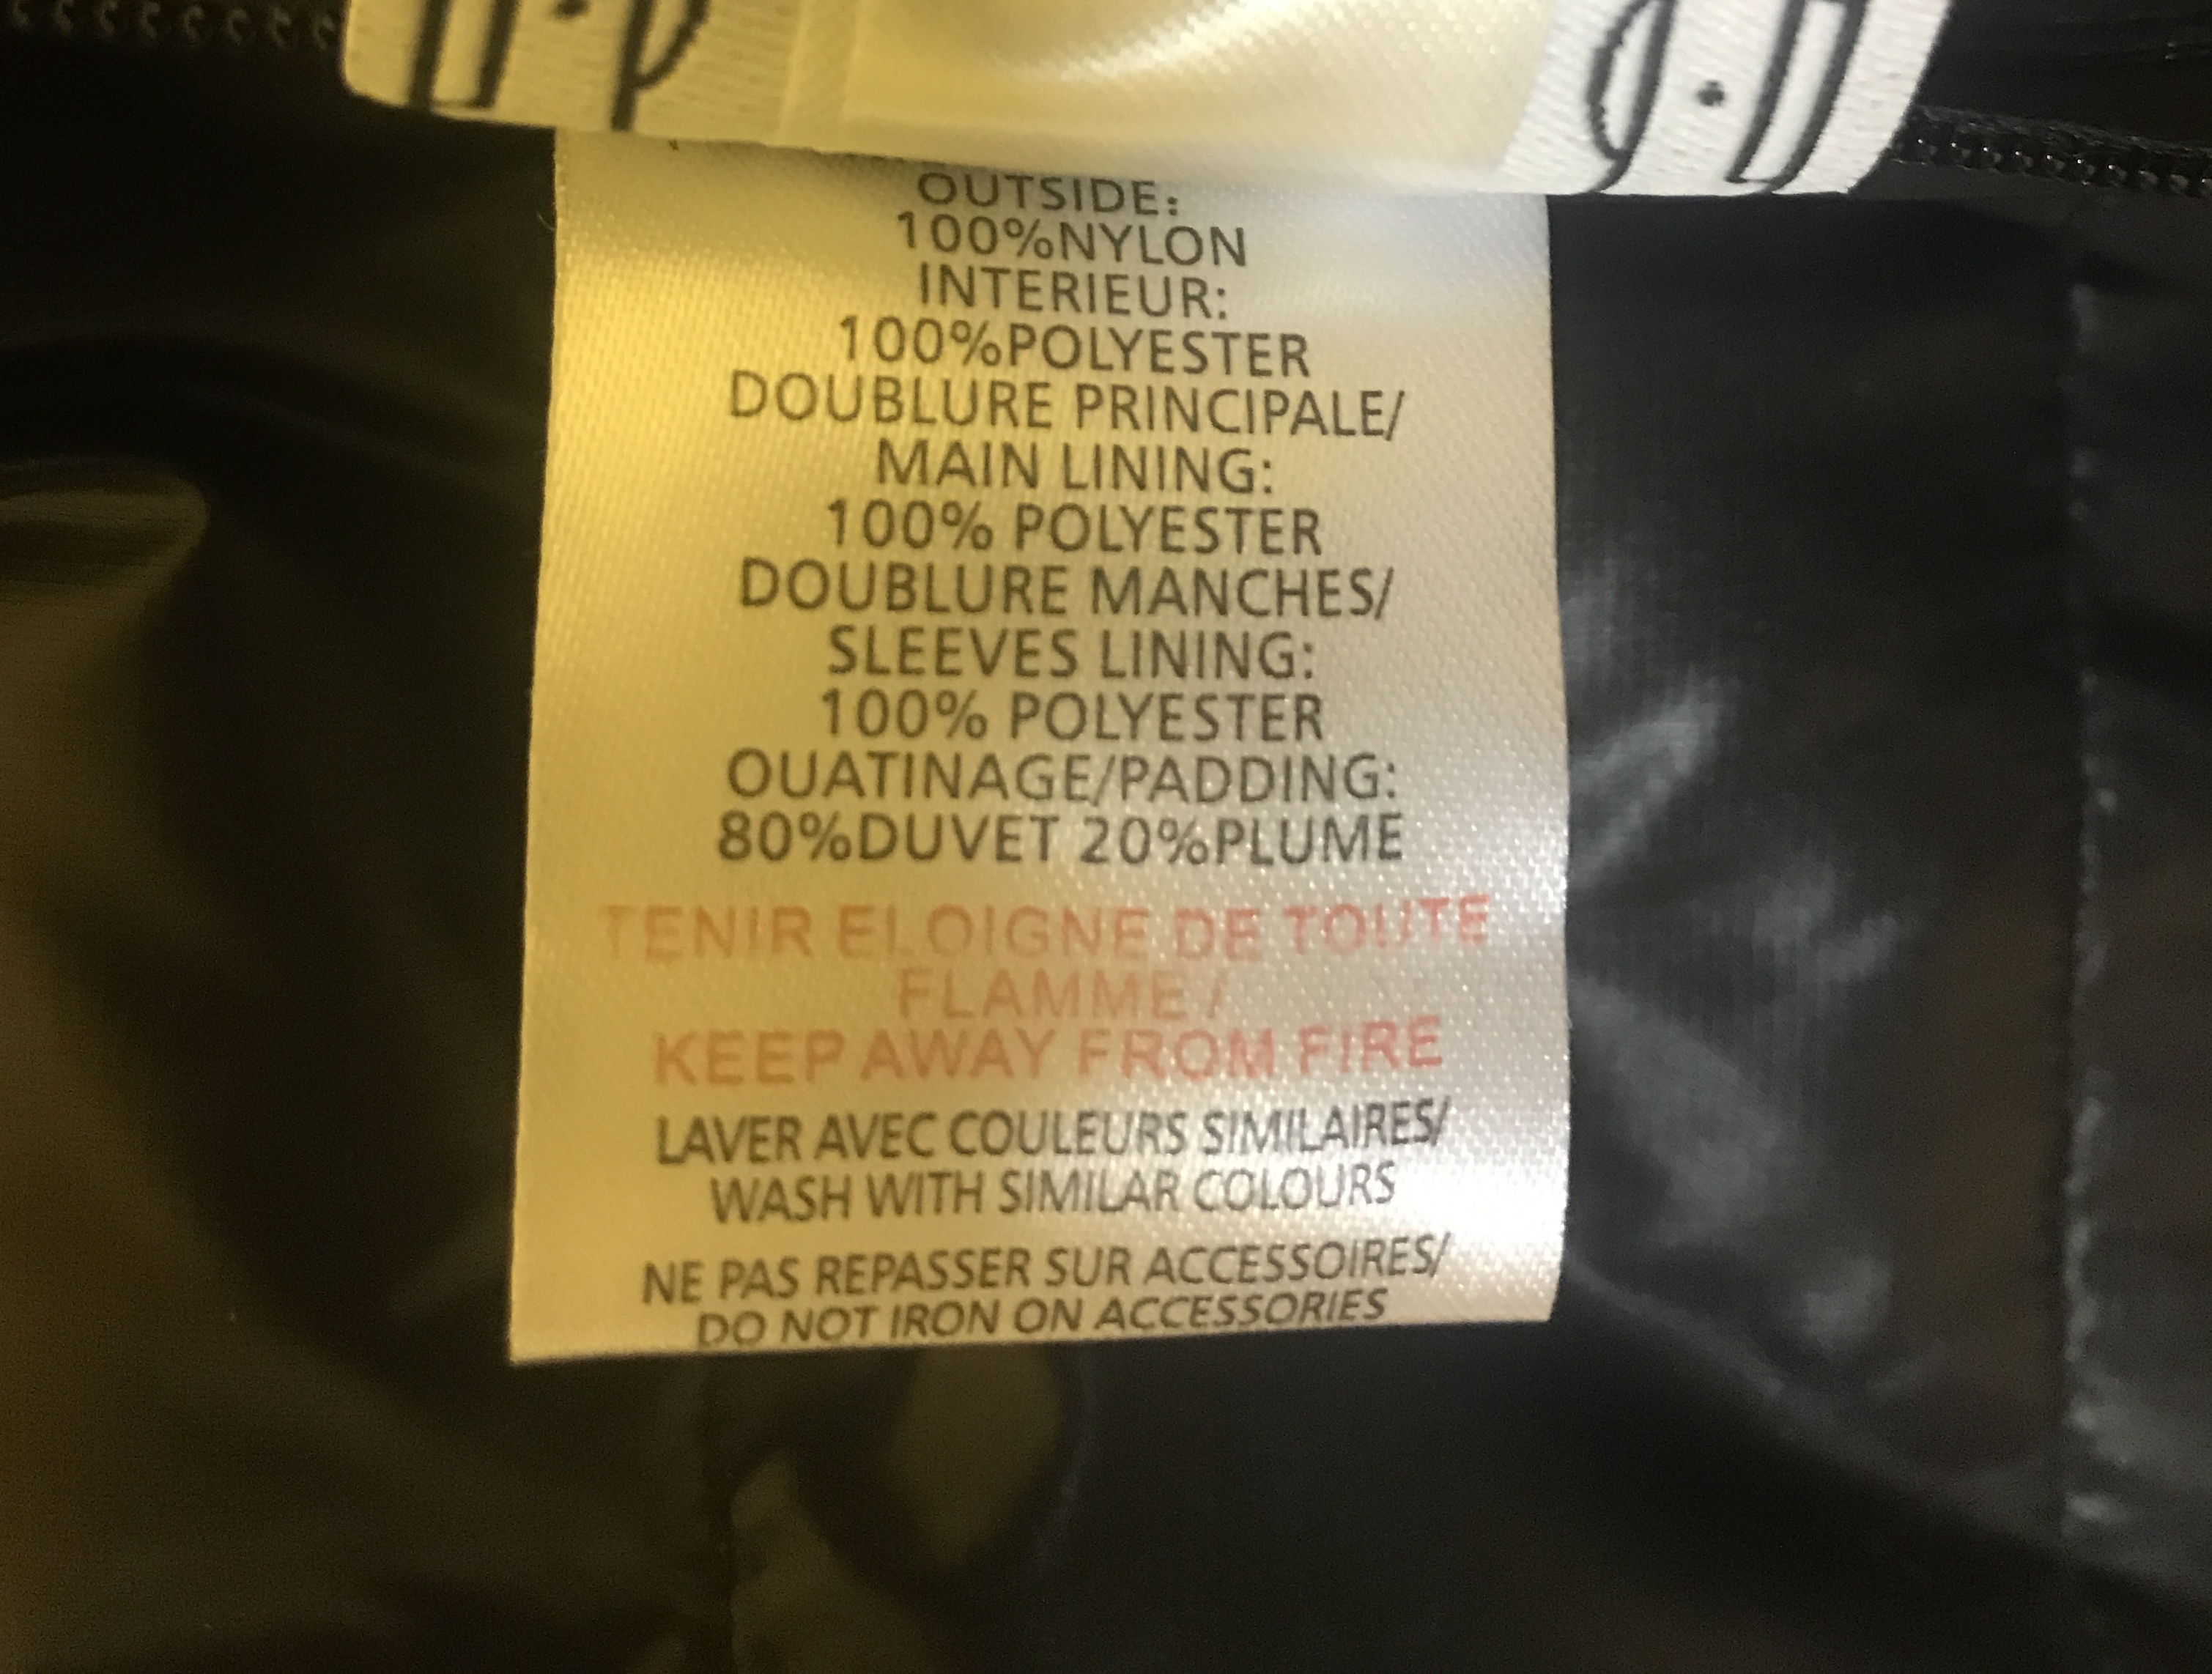 OUTSIDE:
100%NYLON
INTERIEUR:
100%POLYESTER
DOUBLURE PRINCIPALE/
MAIN LINING:
100% POLYESTER
DOUBLURE MANCHES/
SLEEVES LINING:
100% POLYESTER
OUATINAGE/PADDING:
80%DUVET 20%PLUME
TENIR ELOIGNE DE TOUTE
FLAMME /
KEEP AWAY FROM FIRE
LAVER AVEC COULEURS SIMILAIRES/
WASH WITH SIMILAR COLOURS
NE PAS REPASSER SUR ACCESSOIRES/
DO NOT IRON ON ACCESSORIES